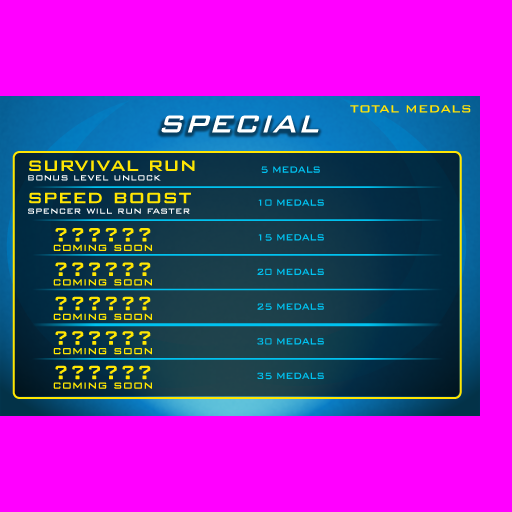 TOTAL MEDALS
SPECIAL
SURVIVAL RUN
BONUS LEVEL UNLOCK
5 MEDALS
SPEED BOOST
SPENCER WILL RUN FASTER
10 MEDALS
??????
COMING SOON
15 MEDALS
??????
COMING SOON
20 MEDALS
??????
COMING SOON
25 MEDALS
??????
COMING SOON
30 MEDALS
??????
COMING SOON
35 MEDALS